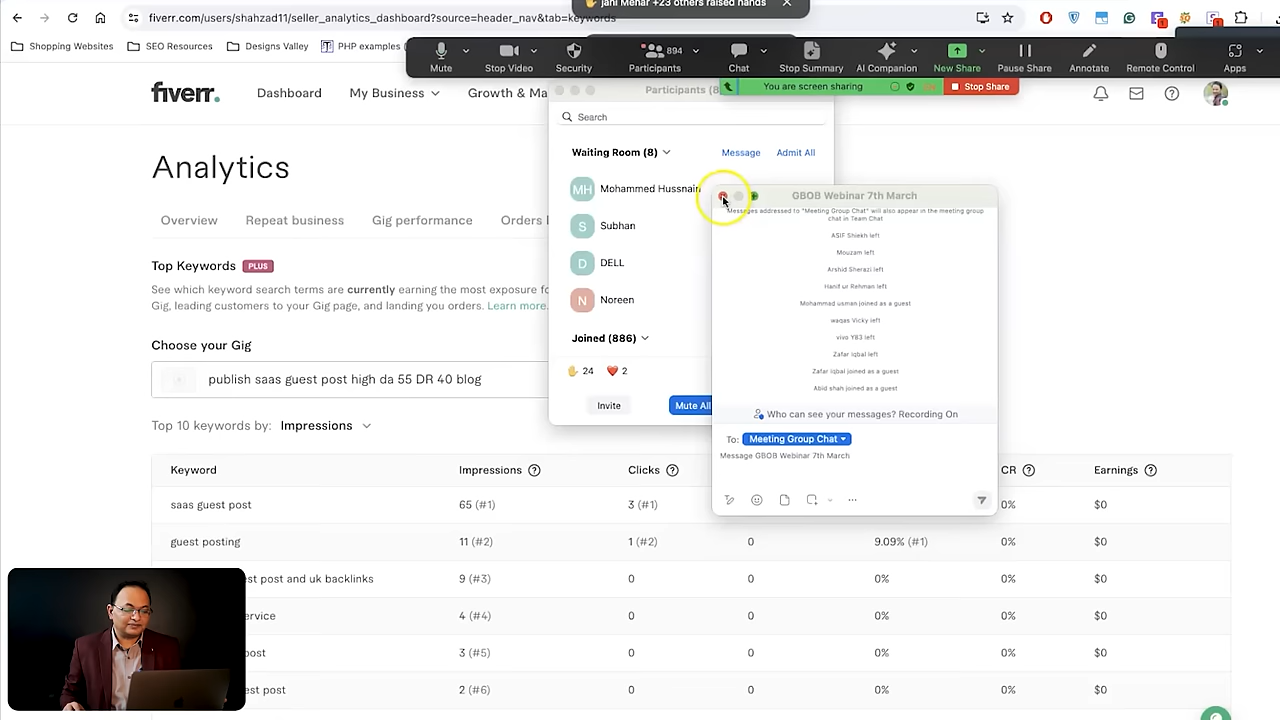 jani Mehar +23 others raised hands
fiverr.com/users/shahzad11/seller_analytics_dashboard?source=header_nav&tab=keywords
Shopping Websites
SEO Resources
Designs Valley
PHP examples
Mute
Stop Video
Security
Participants
894
Chat
Stop Summary
AI Companion
New Share
Pause Share
Annotate
Remote Control
Apps
You are screen sharing
Stop Share
fiverr.
Dashboard
My Business
Growth & Ma
Participants (8
Search
Waiting Room (8)
Message
Admit All
MH
Mohammed Hussnain
S
Subhan
D
DELL
N
Noreen
Joined (886)
24
2
Invite
Mute All
GBOB Webinar 7th March
Messages addressed to "Meeting Group Chat" will also appear in the meeting group
chat in Team Chat
ASIF Shiekh left
Mouzam left
Arshid Sherazi left
Hanif ur Rehman left
Mohammad usman joined as a guest
waqas Vicky left
vivo Y83 left
Zafar iqbal left
Zafar iqbal joined as a guest
Abid shah joined as a guest
Who can see your messages? Recording On
To: Meeting Group Chat
Message GBOB Webinar 7th March
Analytics
Overview
Repeat business
Gig performance
Orders
Top Keywords PLUS
See which keyword search terms are currently earning the most exposure fo
Gig, leading customers to your Gig page, and landing you orders. Learn more.
Choose your Gig
publish saas guest post high da 55 DR 40 blog
Top 10 keywords by: Impressions
Keyword Impressions Clicks CR Earnings
saas guest post 65 (#1) 3 (#1) 0% $0
guest posting 11 (#2) 1 (#2) 0 9.09% (#1) 0% $0
est post and uk backlinks 9 (#3) 0 0 0% 0% $0
ervice 4 (#4) 0 0 0% 0% $0
post 3 (#5) 0 0 0% 0% $0
est post 2 (#6) 0 0 0% 0% $0